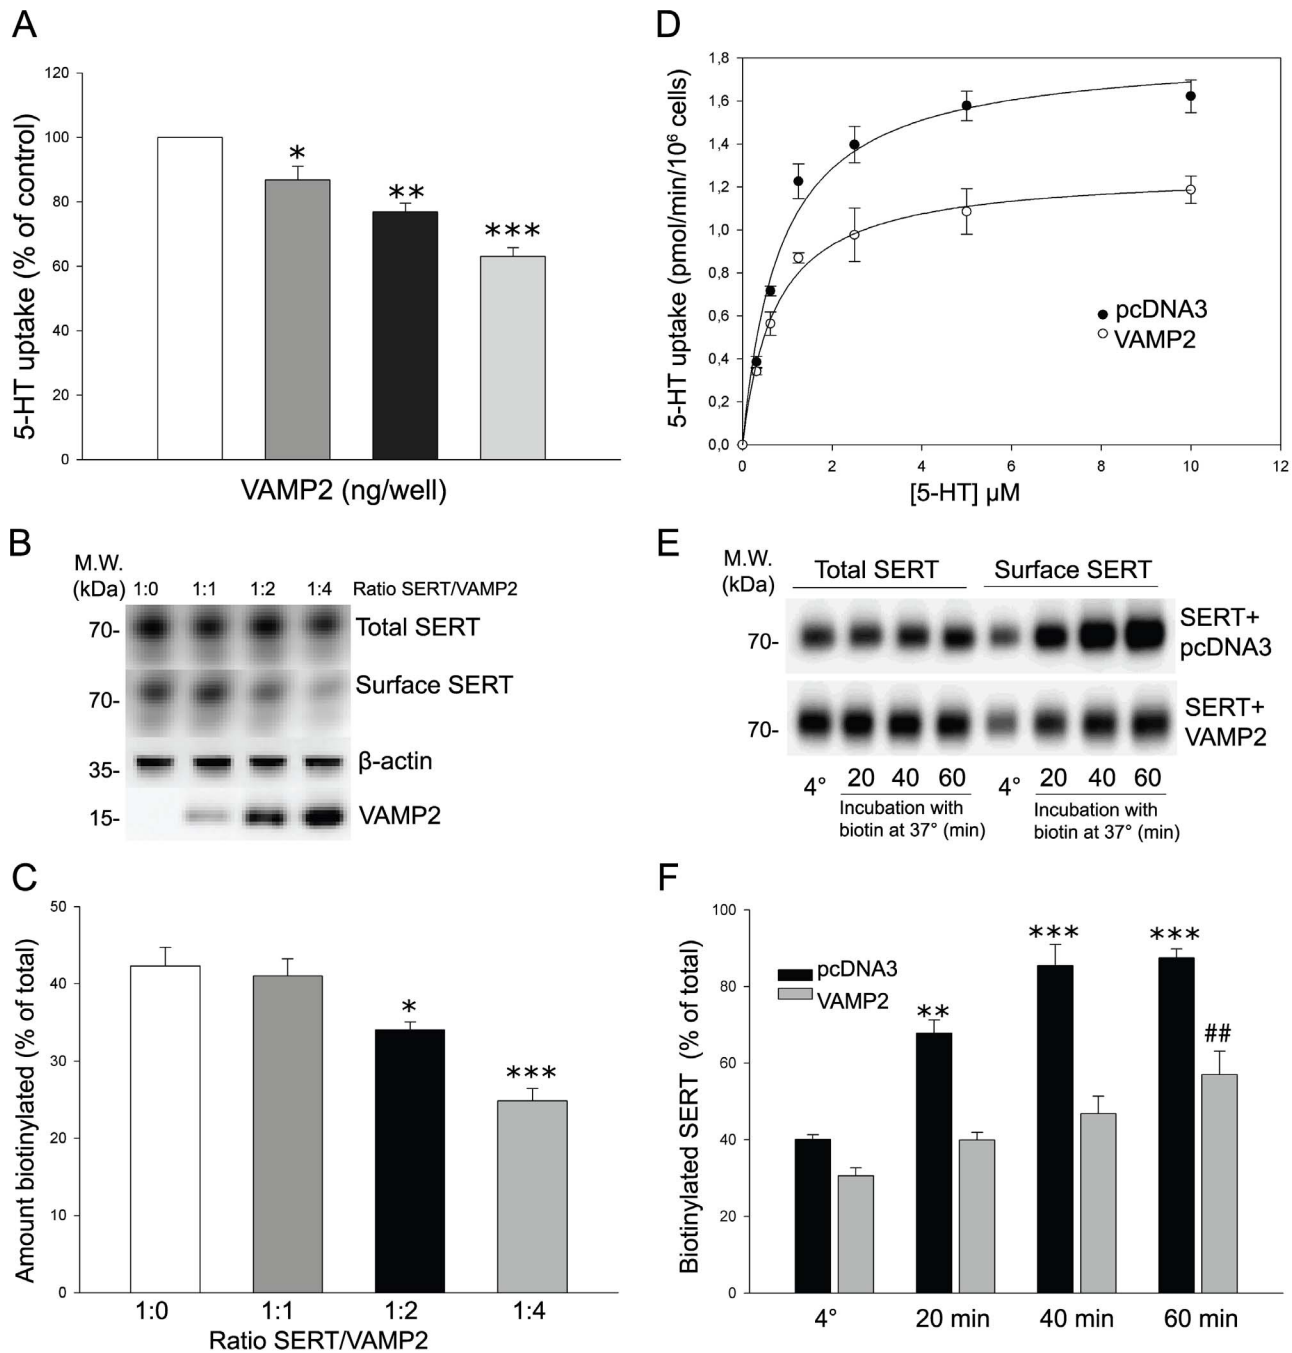 A
5-HT uptake (% of control)
120
100
80
60
40
20
0
*
**
***
VAMP2 (ng/well)
B
M.W.
(kDa)
1:0 1:1 1:2 1:4 Ratio SERT/VAMP2
70- Total SERT
70- Surface SERT
35- β-actin
15- VAMP2
C
Amount biotinylated (% of total)
50
40
30
20
10
0
*
***
1:0 1:1 1:2 1:4
Ratio SERT/VAMP2
D
5-HT uptake (pmol/min/10⁶ cells)
1,8
1,6
1,4
1,2
1,0
0,8
0,6
0,4
0,2
0,0
pcDNA3
VAMP2
0 2 4 6 8 10 12
[5-HT] µM
E
M.W.
(kDa)
Total SERT Surface SERT
70- SERT+
pcDNA3
70- SERT+
VAMP2
4° 20 40 60 4° 20 40 60
Incubation with
biotin at 37° (min)
Incubation with
biotin at 37° (min)
F
Biotinylated SERT (% of total)
100
80
60
40
20
0
pcDNA3
VAMP2
**
***
***
##
4° 20 min 40 min 60 min